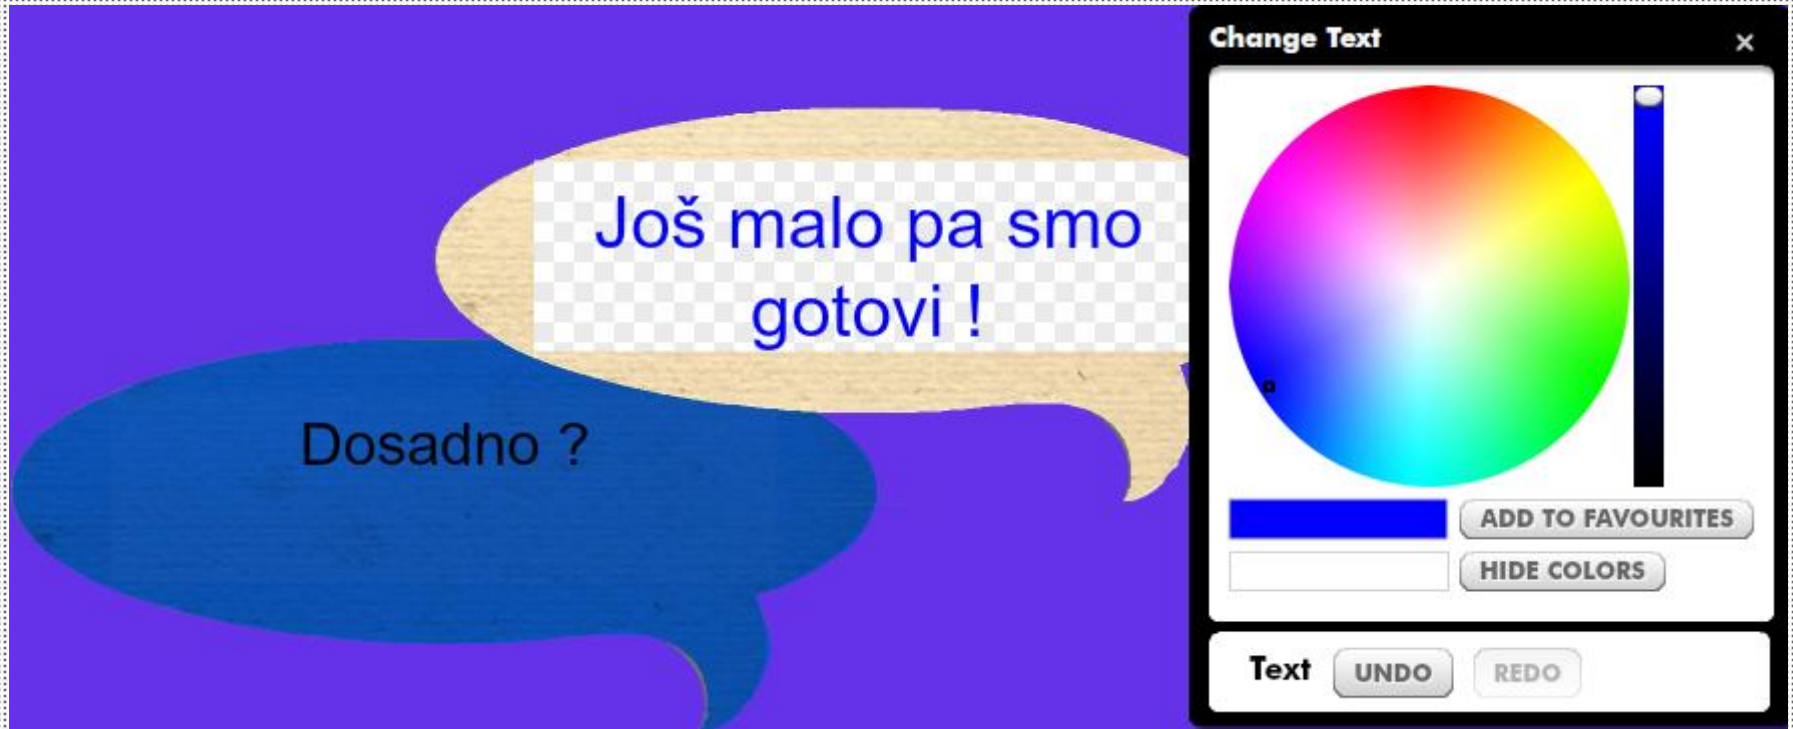 Još malo pa smo
gotovi !
Dosadno ?
Change Text
ADD TO FAVOURITES
HIDE COLORS
Text UNDO REDO